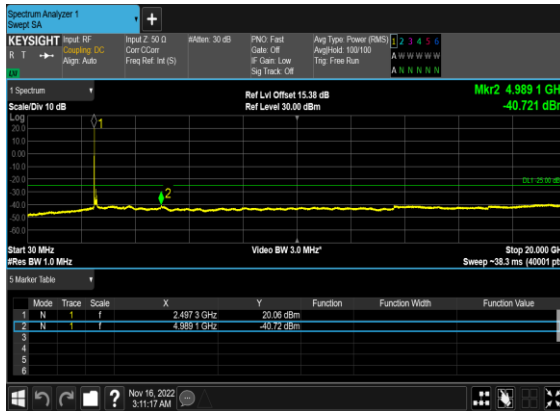 Spectrum Analyzer 1
Swept SA
+
KEYSIGHT Input: RF Input Z: 50 Ω #Atten: 30 dB PNO: Fast Avg Type: Power (RMS) 1 2 3 4 5 6
R T Coupling: DC Corr CCorr Gate: Off Avg|Hold: 100/100 A W W W W W
Align: Auto Freq Ref: Int (S) IF Gain: Low Trig: Free Run
Sig Track: Off A N N N N N
1 Spectrum Ref Lvl Offset 15.38 dB Mkr2 4.989 1 GH
Scale/Div 10 dB Ref Level 30.00 dBm -40.721 dBr
Log
20.0
10.0
0.00
-10.0
-20.0
-30.0
-40.0
-50.0
-60.0
1
2
DL1 -25.00 dB
Start 30 MHz Video BW 3.0 MHz* Stop 20.000 GH
#Res BW 1.0 MHz Sweep ~38.3 ms (40001 pt
5 Marker Table
Mode Trace Scale X Y Function Function Width Function Value
1 N 1 f 2.497 3 GHz 20.06 dBm
2 N 1 f 4.989 1 GHz -40.72 dBm
3
4
5
6
? Nov 16, 2022
3:11:17 AM